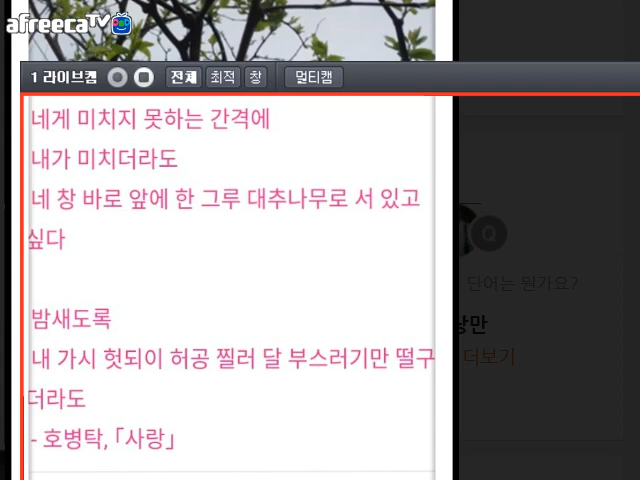 afreecaTV
1 라이브캠 전체 최적 창 멀티캠
네게 미치지 못하는 간격에
내가 미치더라도
네 창 바로 앞에 한 그루 대추나무로 서 있고
싶다
Q
단어는 뭔가요?
만
더보기
밤새도록
내 가시 헛되이 허공 찔러 달 부스러기만 떨구
더라도
- 호병탁, 「사랑」